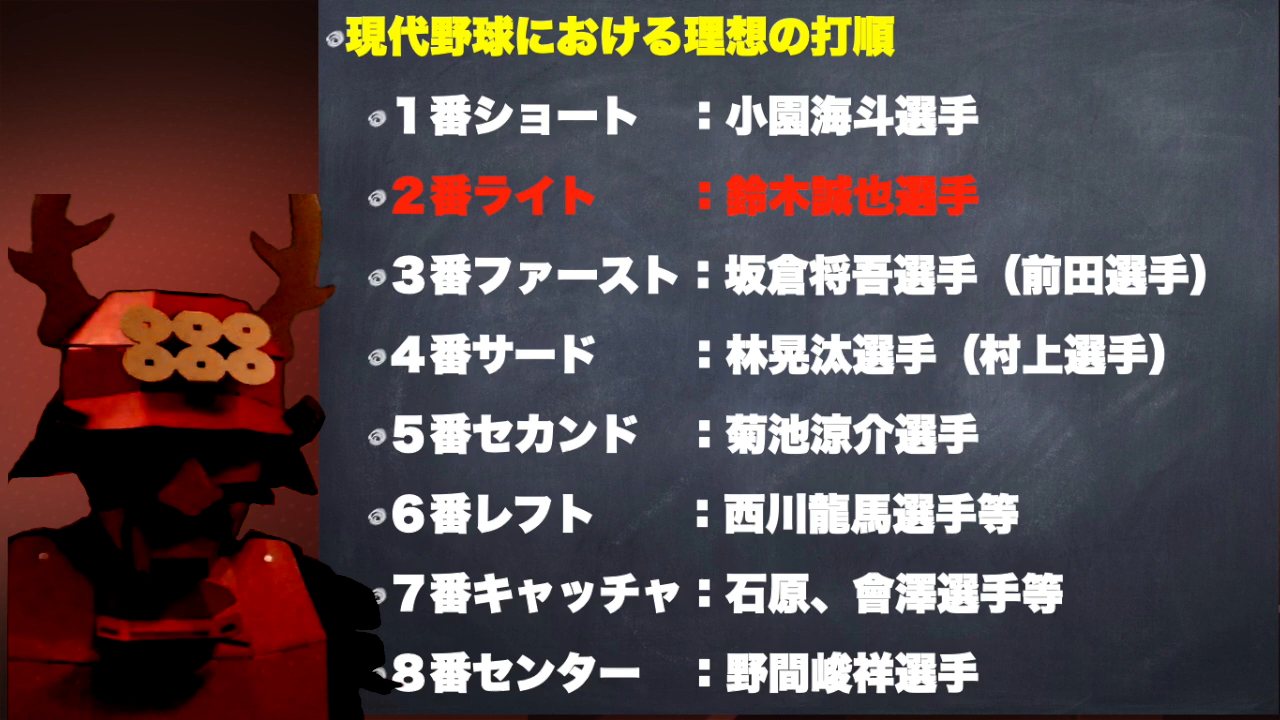 現代野球における理想の打順
1番ショート ：小園海斗選手
2番ライト ：鈴木誠也選手
3番ファースト：坂倉将吾選手（前田選手）
4番サード ：林晃汰選手（村上選手）
5番セカンド ：菊池涼介選手
6番レフト ：西川龍馬選手等
7番キャッチャ：石原、會澤選手等
8番センター ：野間峻祥選手